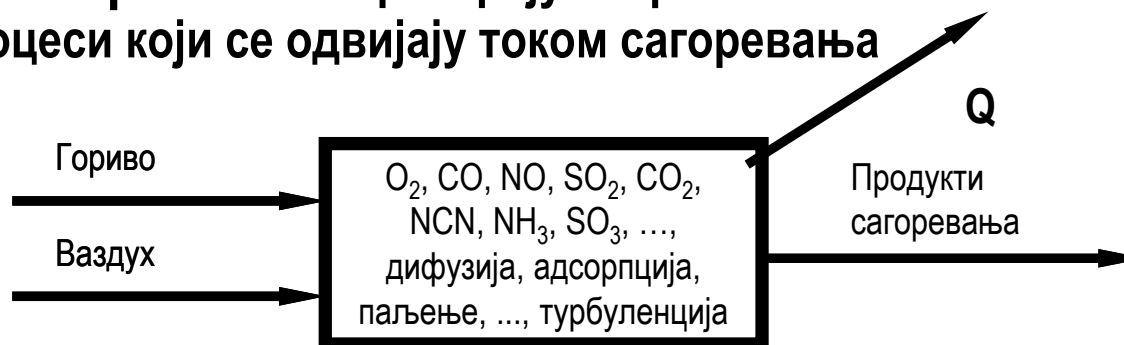 оцеси који се одвијају током сагоревања
Q
Гориво
Ваздух
O₂, CO, NO, SO₂, CO₂,
NCN, NH₃, SO₃, …,
дифузија, адсорпција,
паљење, ..., турбуленција
Продукти
сагоревања